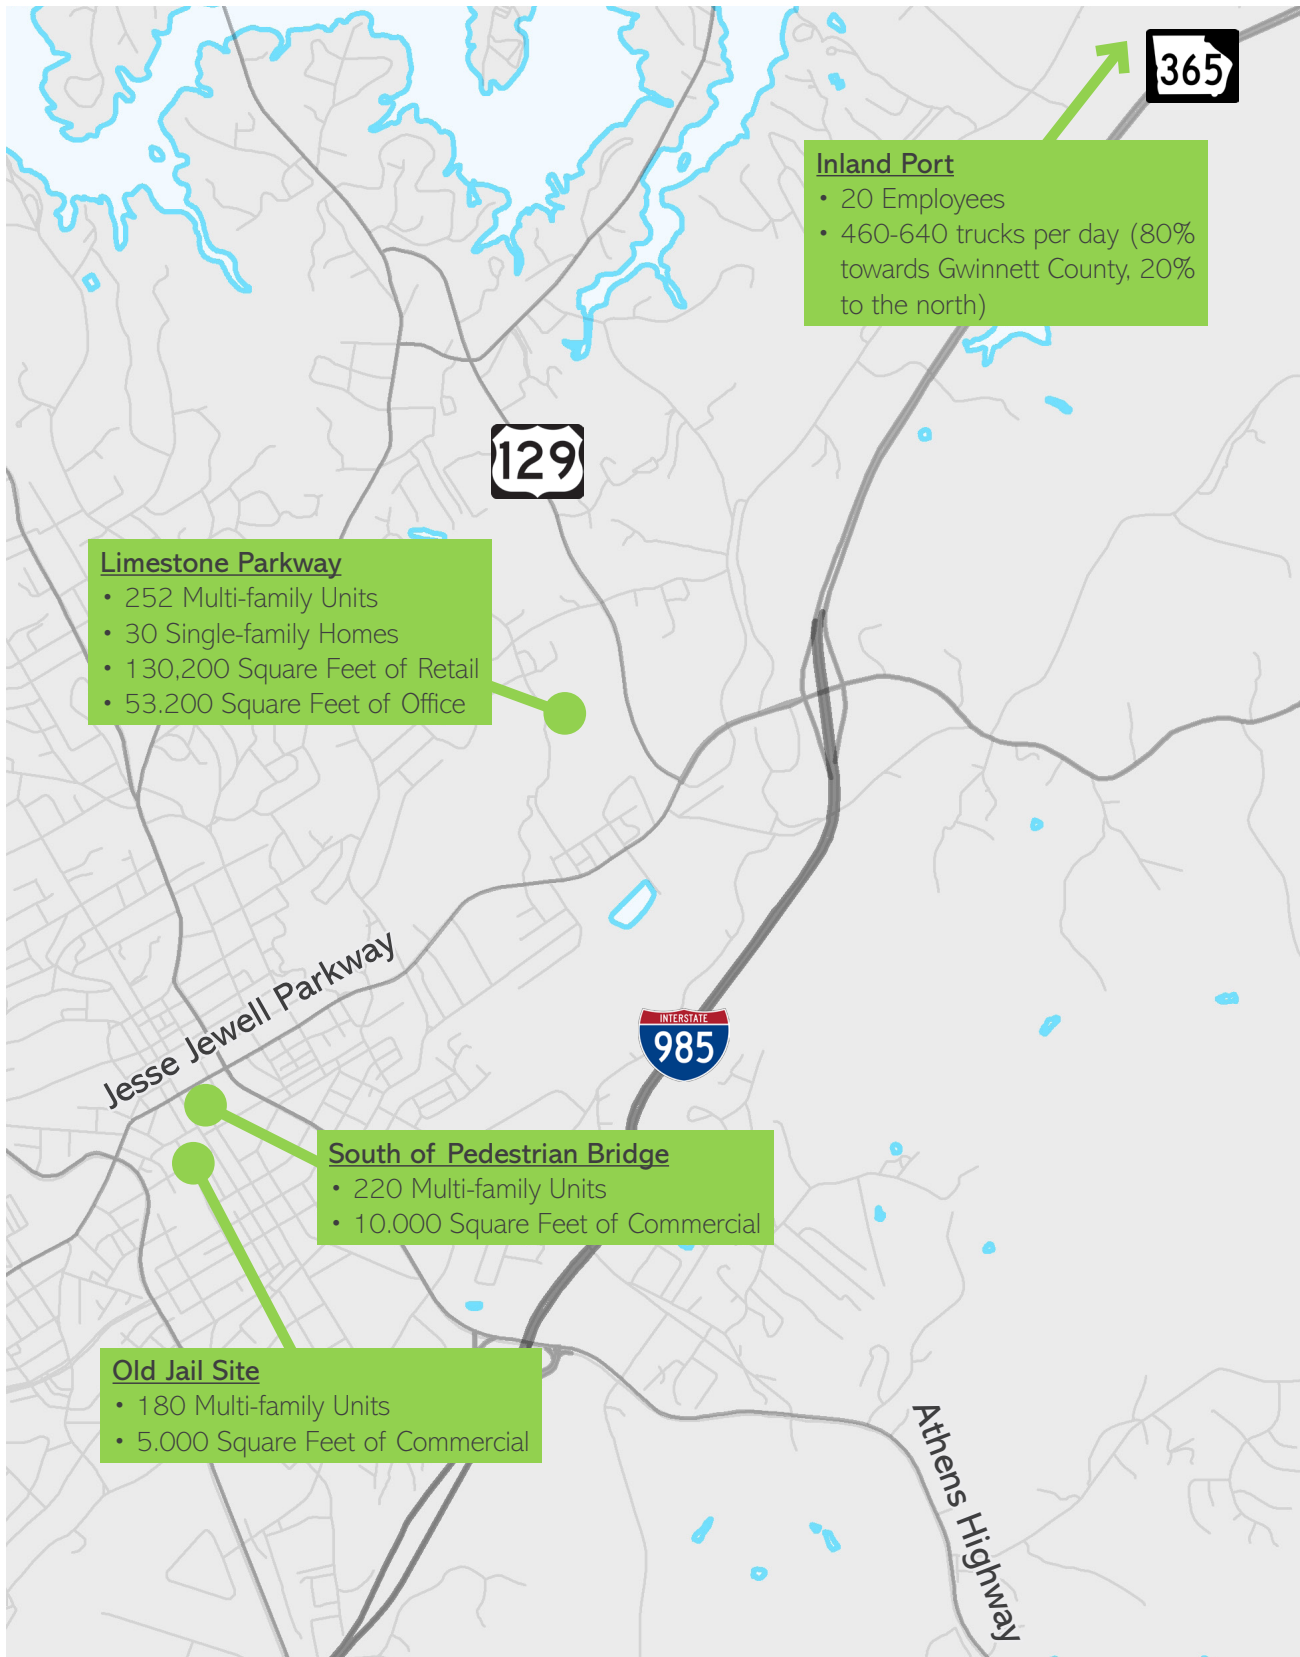 365
Inland Port
• 20 Employees
• 460-640 trucks per day (80%
towards Gwinnett County, 20%
to the north)
129
Limestone Parkway
• 252 Multi-family Units
• 30 Single-family Homes
• 130,200 Square Feet of Retail
• 53.200 Square Feet of Office
Jesse Jewell Parkway
INTERSTATE
985
South of Pedestrian Bridge
• 220 Multi-family Units
• 10.000 Square Feet of Commercial
Old Jail Site
• 180 Multi-family Units
• 5.000 Square Feet of Commercial
Athens Highway